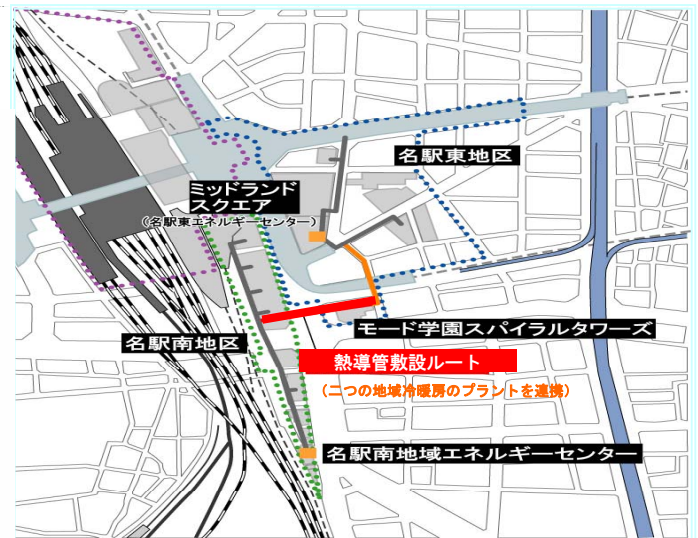 名駅東地区
ミッドランド
スクエア
(名駅東エネルギーセンター)
モード学園スパイラルタワーズ
名駅南地区
熱導管敷設ルート
(二つの地域冷暖房のプラントを連携)
名駅南地域エネルギーセンター